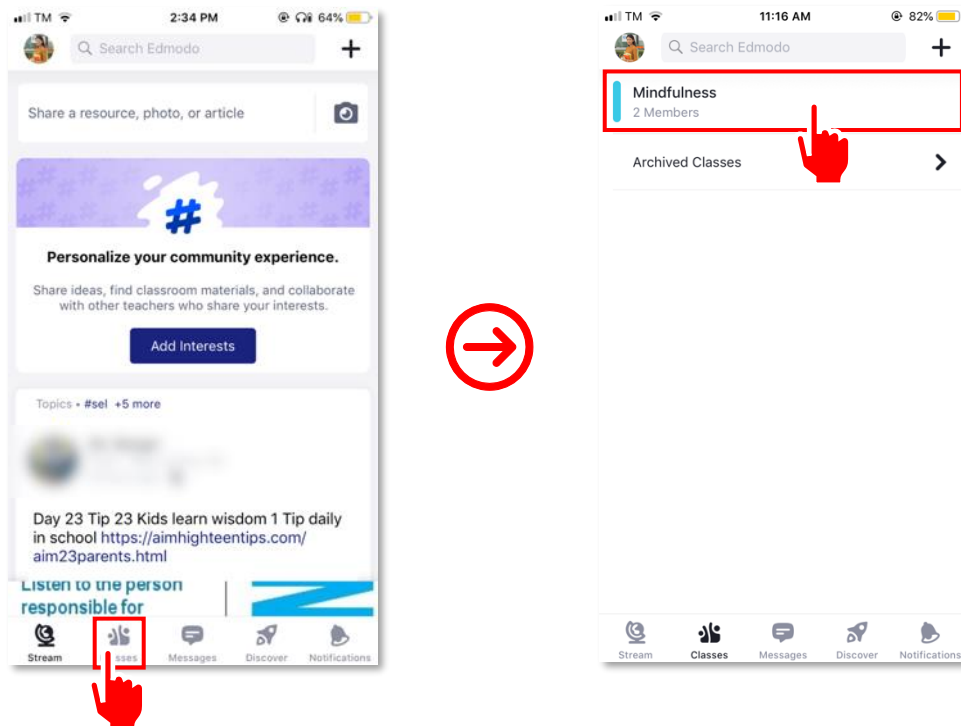 TM 2:34 PM 64%
Search Edmodo
Share a resource, photo, or article
Personalize your community experience.
Share ideas, find classroom materials, and collaborate
with other teachers who share your interests.
Add Interests
Topics • #sel +5 more
Day 23 Tip 23 Kids learn wisdom 1 Tip daily
in school https://aimhighteentips.com/
aim23parents.html
Listen to the person
responsible for
Stream sses Messages Discover Notifications
TM 11:16 AM 82%
Search Edmodo
Mindfulness
2 Members
Archived Classes
Stream Classes Messages Discover Notifications